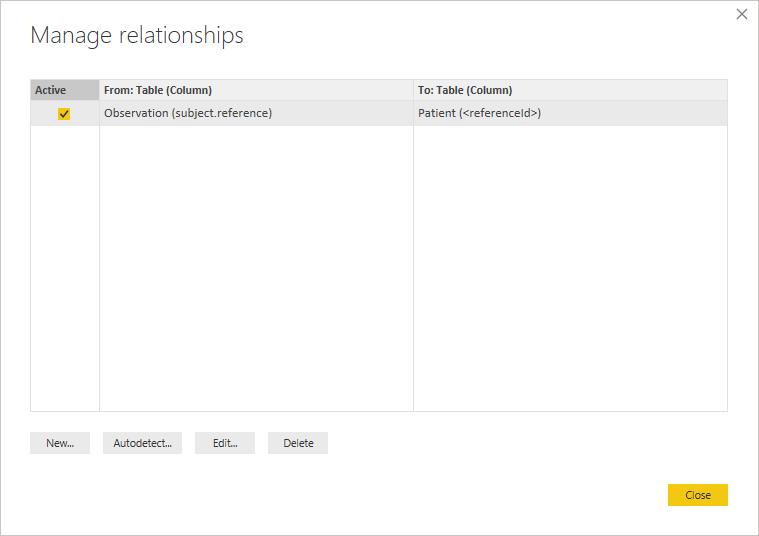 Manage relationships
Active From: Table (Column) To: Table (Column)
Observation (subject.reference) Patient (<referenceId>)
New... Autodetect... Edit... Delete
Close